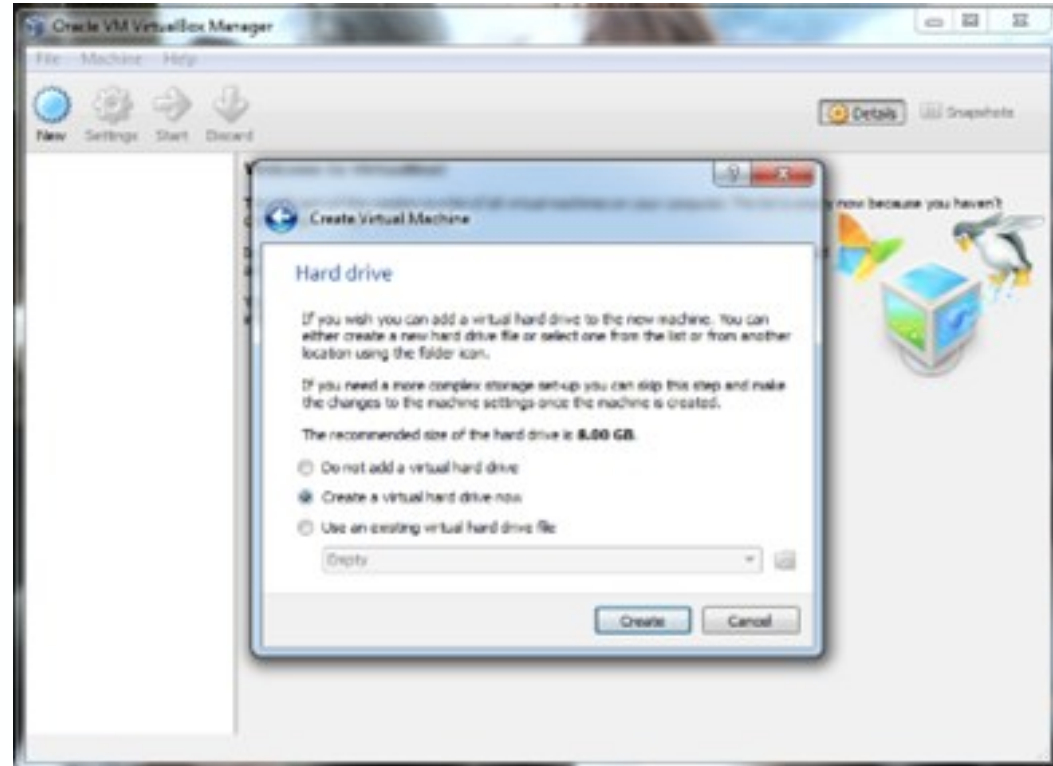 Oracle VM VirtualBox Manager
File Machine Help
New Settings Start Discard
Details Snapshots
Welcome to VirtualBox!
now because you haven't
Create Virtual Machine
Hard drive
If you wish you can add a virtual hard drive to the new machine. You can
either create a new hard drive file or select one from the list or from another
location using the folder icon.
If you need a more complex storage set-up you can skip this step and make
the changes to the machine settings once the machine is created.
The recommended size of the hard drive is 8.00 GB.
Do not add a virtual hard drive
Create a virtual hard drive now
Use an existing virtual hard drive file
Empty
Create Cancel